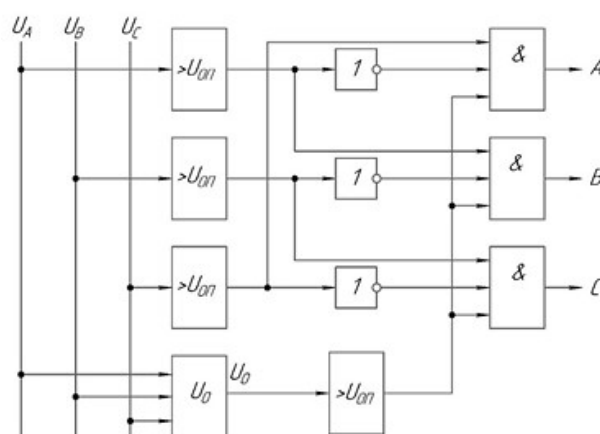 U_A U_B U_C
>U_ОП 1 & A
>U_ОП 1 & B
>U_ОП 1 & C
U_0 U_0 >U_ОП